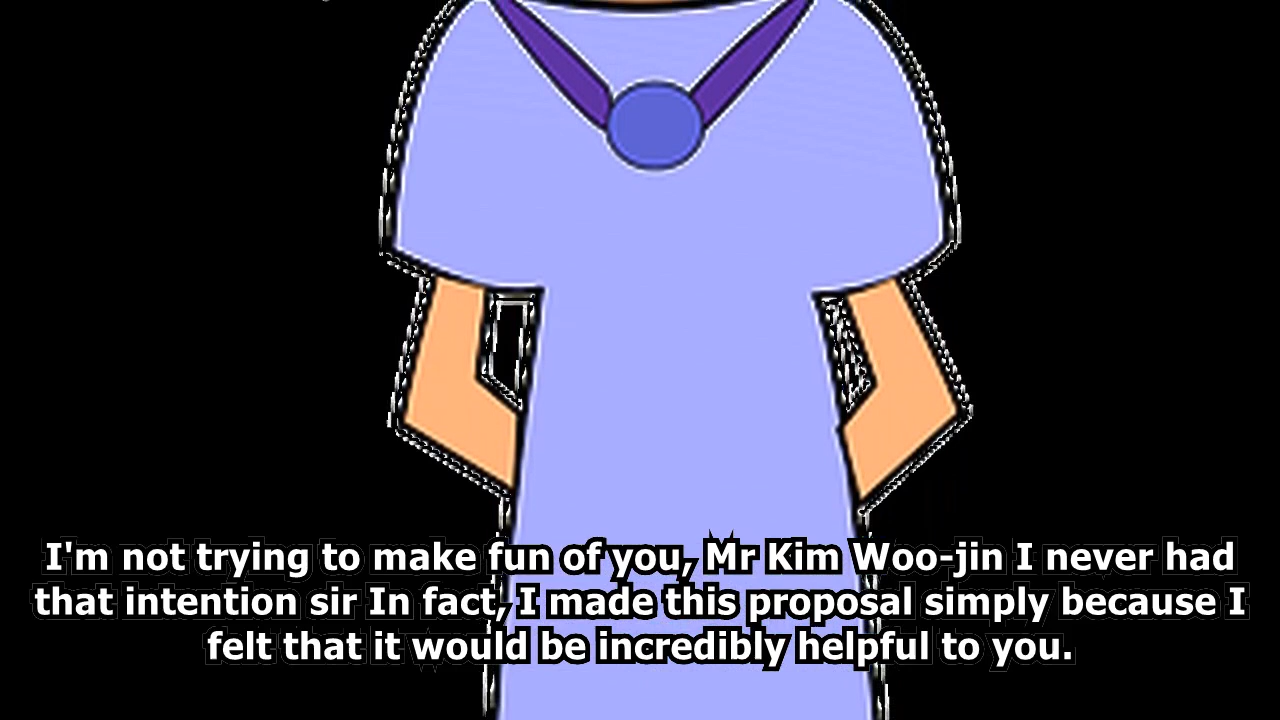 I'm not trying to make fun of you, Mr Kim Woo-jin I never had
that intention sir In fact, I made this proposal simply because I
felt that it would be incredibly helpful to you.